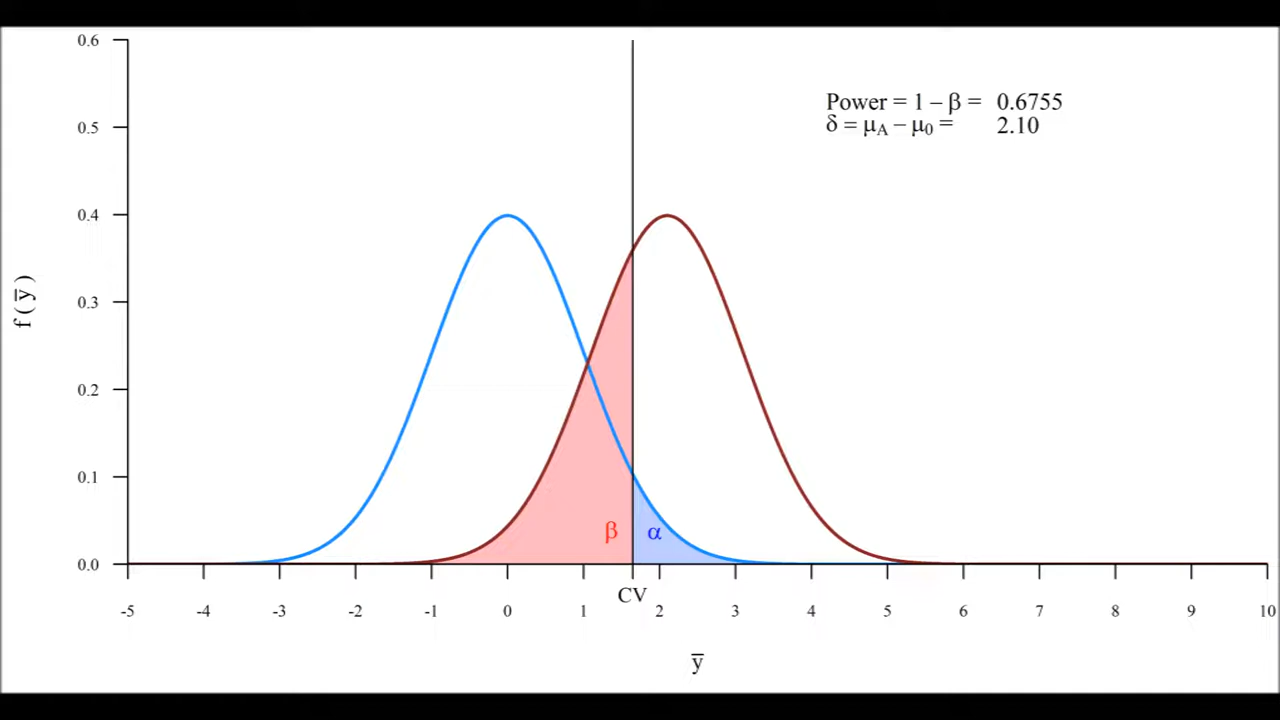 0.6
Power = 1 – β = 0.6755
δ = μA – μ0 = 2.10
0.5
0.4
0.3
f ( y̅ )
0.2
0.1
β α
0.0
CV
-5 -4 -3 -2 -1 0 1 2 3 4 5 6 7 8 9 10
y̅